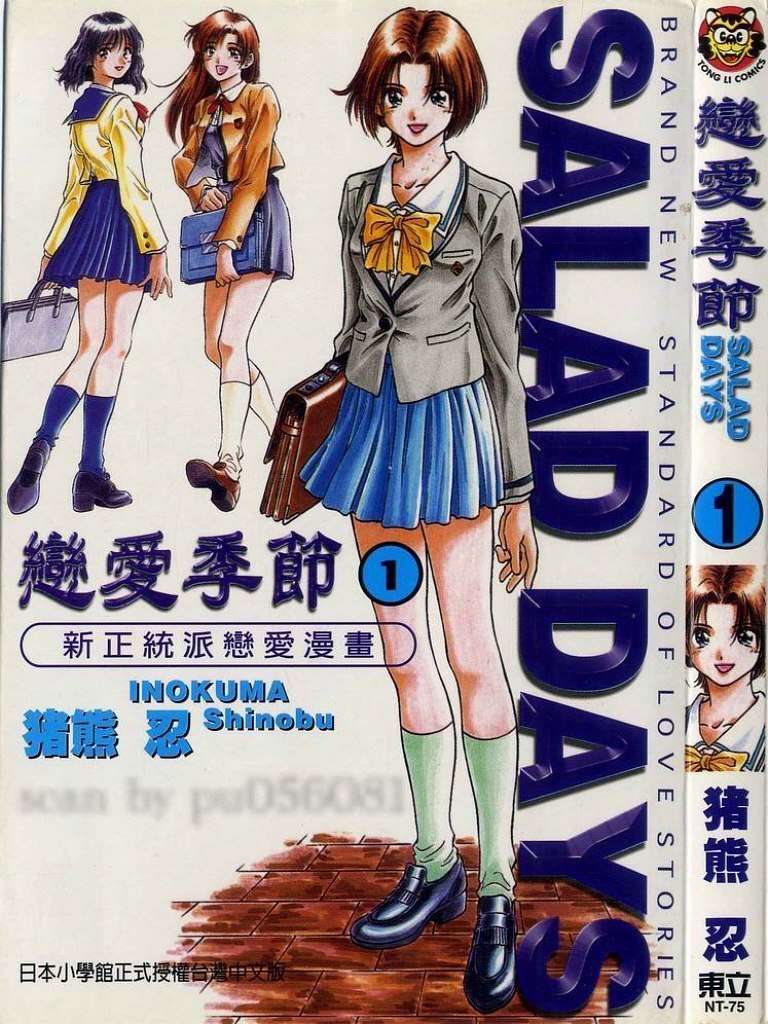 SALAD DAYS
BRAND NEW STANDARD OF LOVE STORIES
戀愛季節 1
新正統派戀愛漫畫
INOKUMA
猪熊 忍 Shinobu
scan by pu056081
日本小學館正式授權台灣中文版
TONG LI COMICS
戀愛季節
SALAD
DAYS
1
猪熊 忍
東立
NT-75